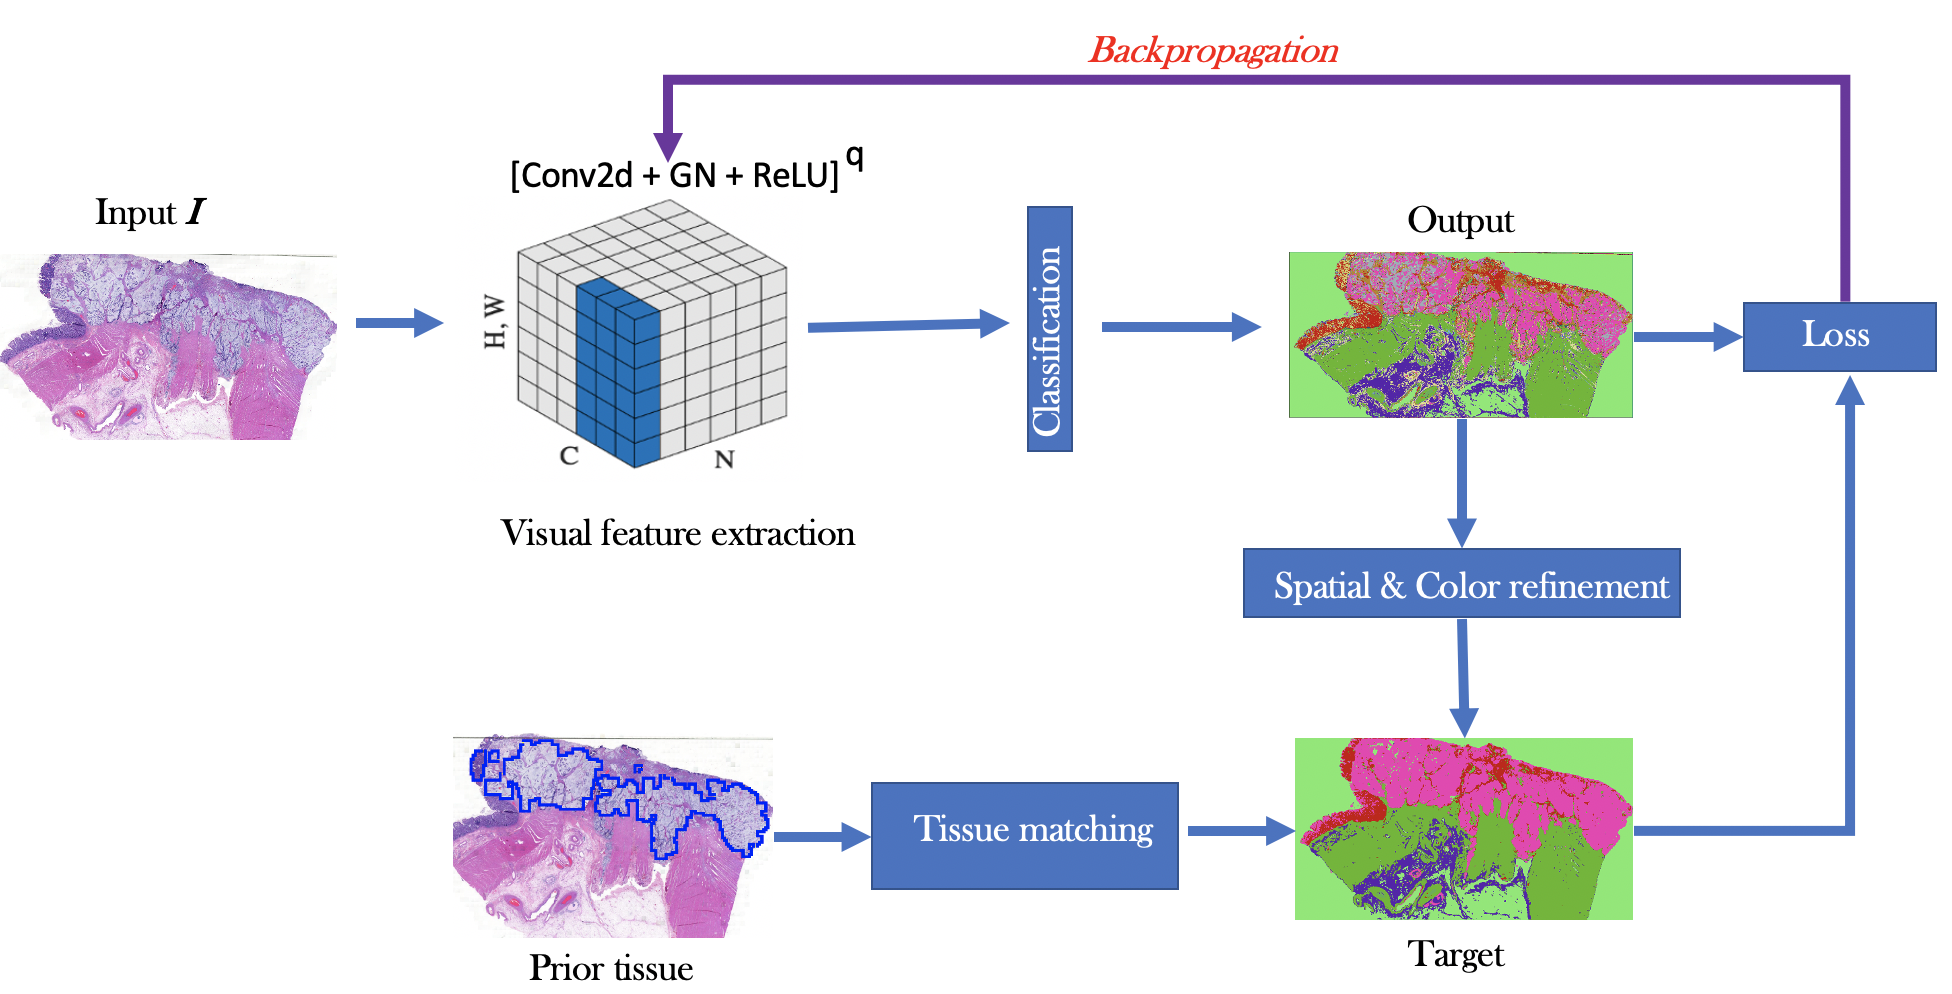 Backpropagation
[Conv2d + GN + ReLU] q
Input I
H, W
C
N
Visual feature extraction
Classification
Output
Loss
Spatial & Color refinement
Prior tissue
Tissue matching
Target